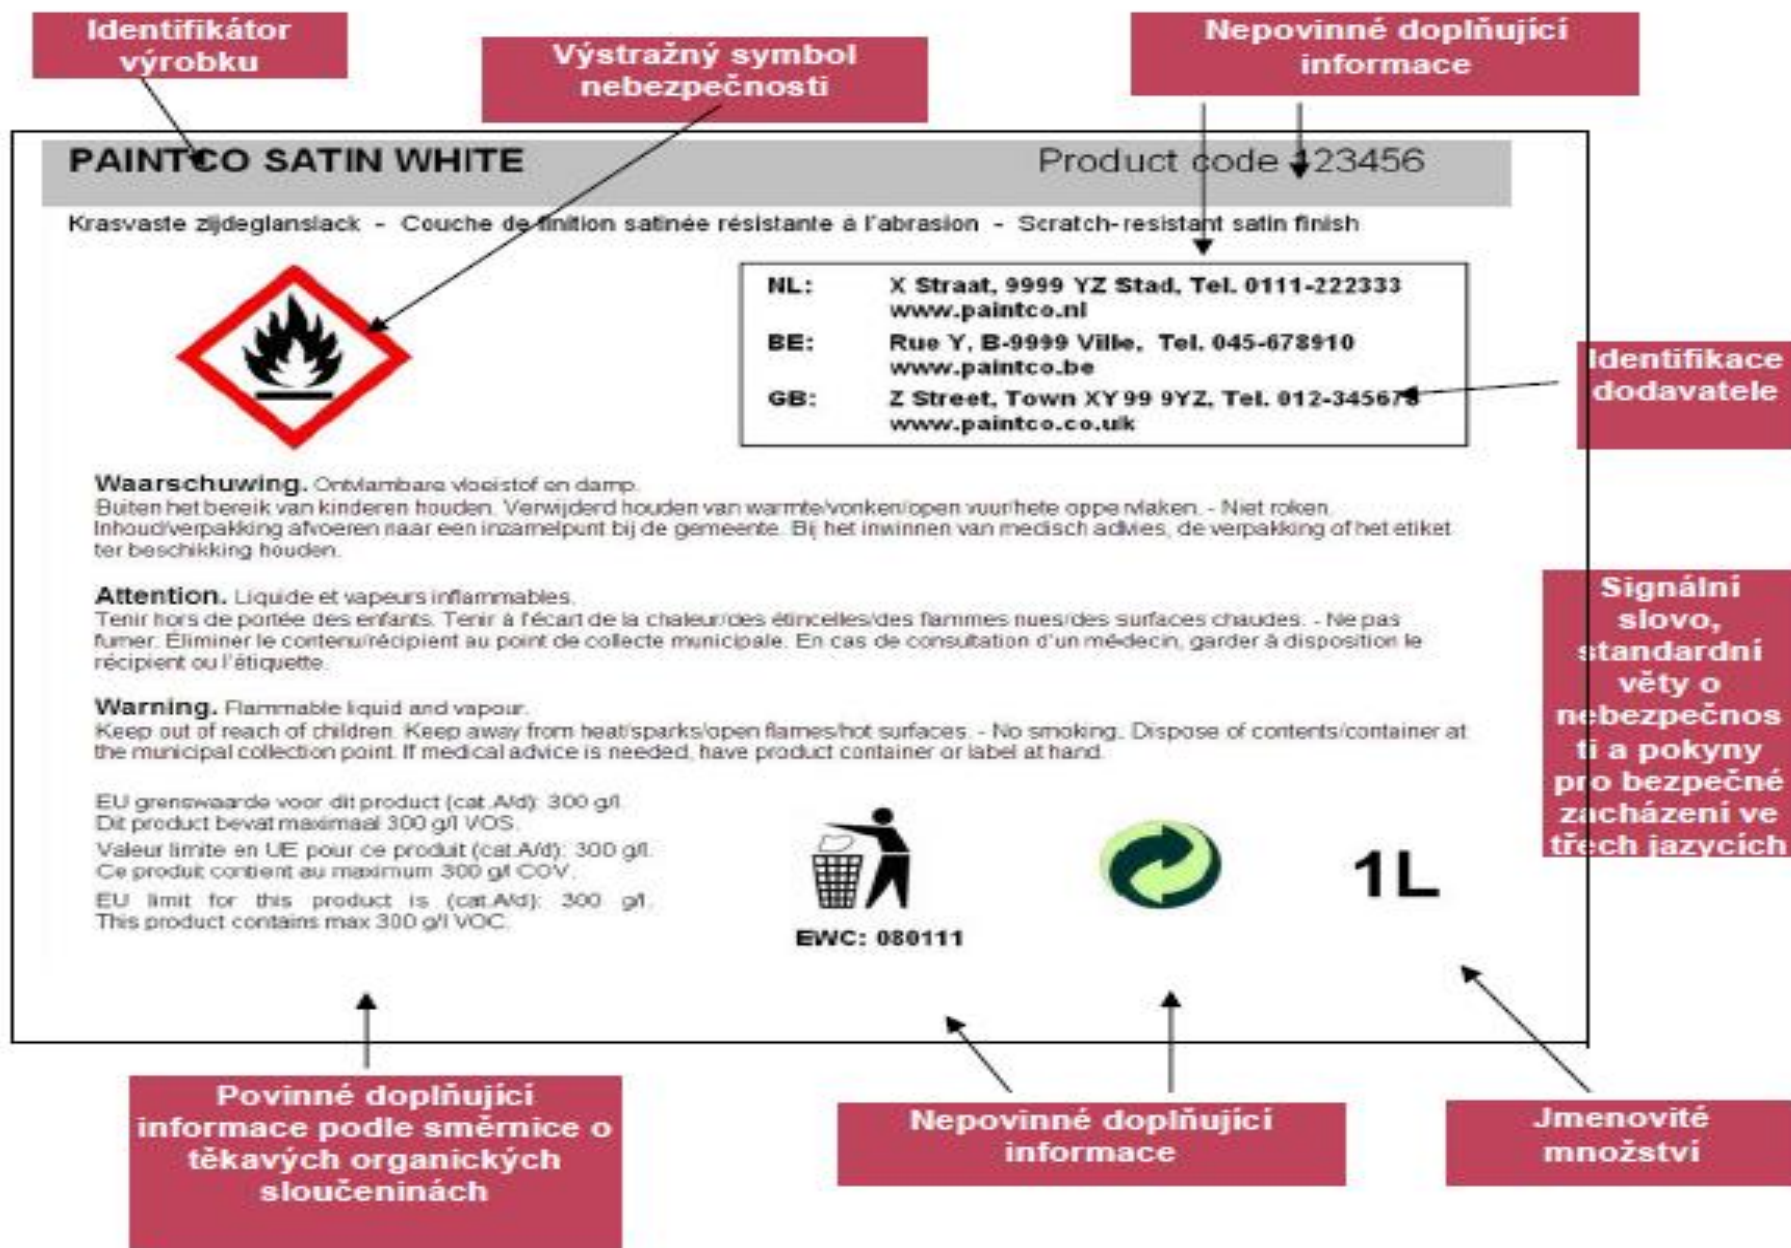 Identifikátor
výrobku
Výstražný symbol
nebezpečnosti
Nepovinné doplňující
informace
PAINTCO SATIN WHITE
Product code 123456
Krasvaste zijdeglanslack - Couche de finition satinée résistante à l'abrasion - Scratch-resistant satin finish
NL: X Straat, 9999 YZ Stad, Tel. 0111-222333
www.paintco.nl
BE: Rue Y, B-9999 Ville, Tel. 045-678910
www.paintco.be
GB: Z Street, Town XY99 9YZ, Tel. 012-345678
www.paintco.co.uk
Identifikace
dodavatele
Waarschuwing. Ontvlambare vloeistof en damp.
Buiten het bereik van kinderen houden. Verwijderd houden van warmte/vonken/open vuur/hete oppervlaken. - Niet roken.
Inhoud/verpakking afvoeren naar een inzamelpunt bij de gemeente. Bij het inwinnen van medisch advies, de verpakking of het etiket
ter beschikking houden.
Attention. Liquide et vapeurs inflammables.
Tenir hors de portée des enfants. Tenir à l'écart de la chaleur/des étincelles/des flammes nues/des surfaces chaudes. - Ne pas
fumer. Éliminer le contenu/récipient au point de collecte municipale. En cas de consultation d'un médecin, garder à disposition le
récipient ou l'étiquette.
Warning. Flammable liquid and vapour.
Keep out of reach of children. Keep away from heat/sparks/open flames/hot surfaces. - No smoking. Dispose of contents/container at
the municipal collection point. If medical advice is needed, have product container or label at hand.
Signální
slovo,
standardní
věty o
nebezpečnos
ti a pokyny
pro bezpečné
zacházení ve
třech jazycích
EU grenswaarde voor dit product (cat.A/d): 300 g/l.
Dit product bevat maximaal 300 g/l VOS.
Valeur limite en UE pour ce produit (cat.A/d): 300 g/l.
Ce produit contient au maximum 300 g/l COV.
EU limit for this product is (cat.A/d): 300 g/l.
This product contains max 300 g/l VOC.
EWC: 080111
1L
Povinné doplňující
informace podle směrnice o
těkavých organických
sloučeninách
Nepovinné doplňující
informace
Jmenovité
množství